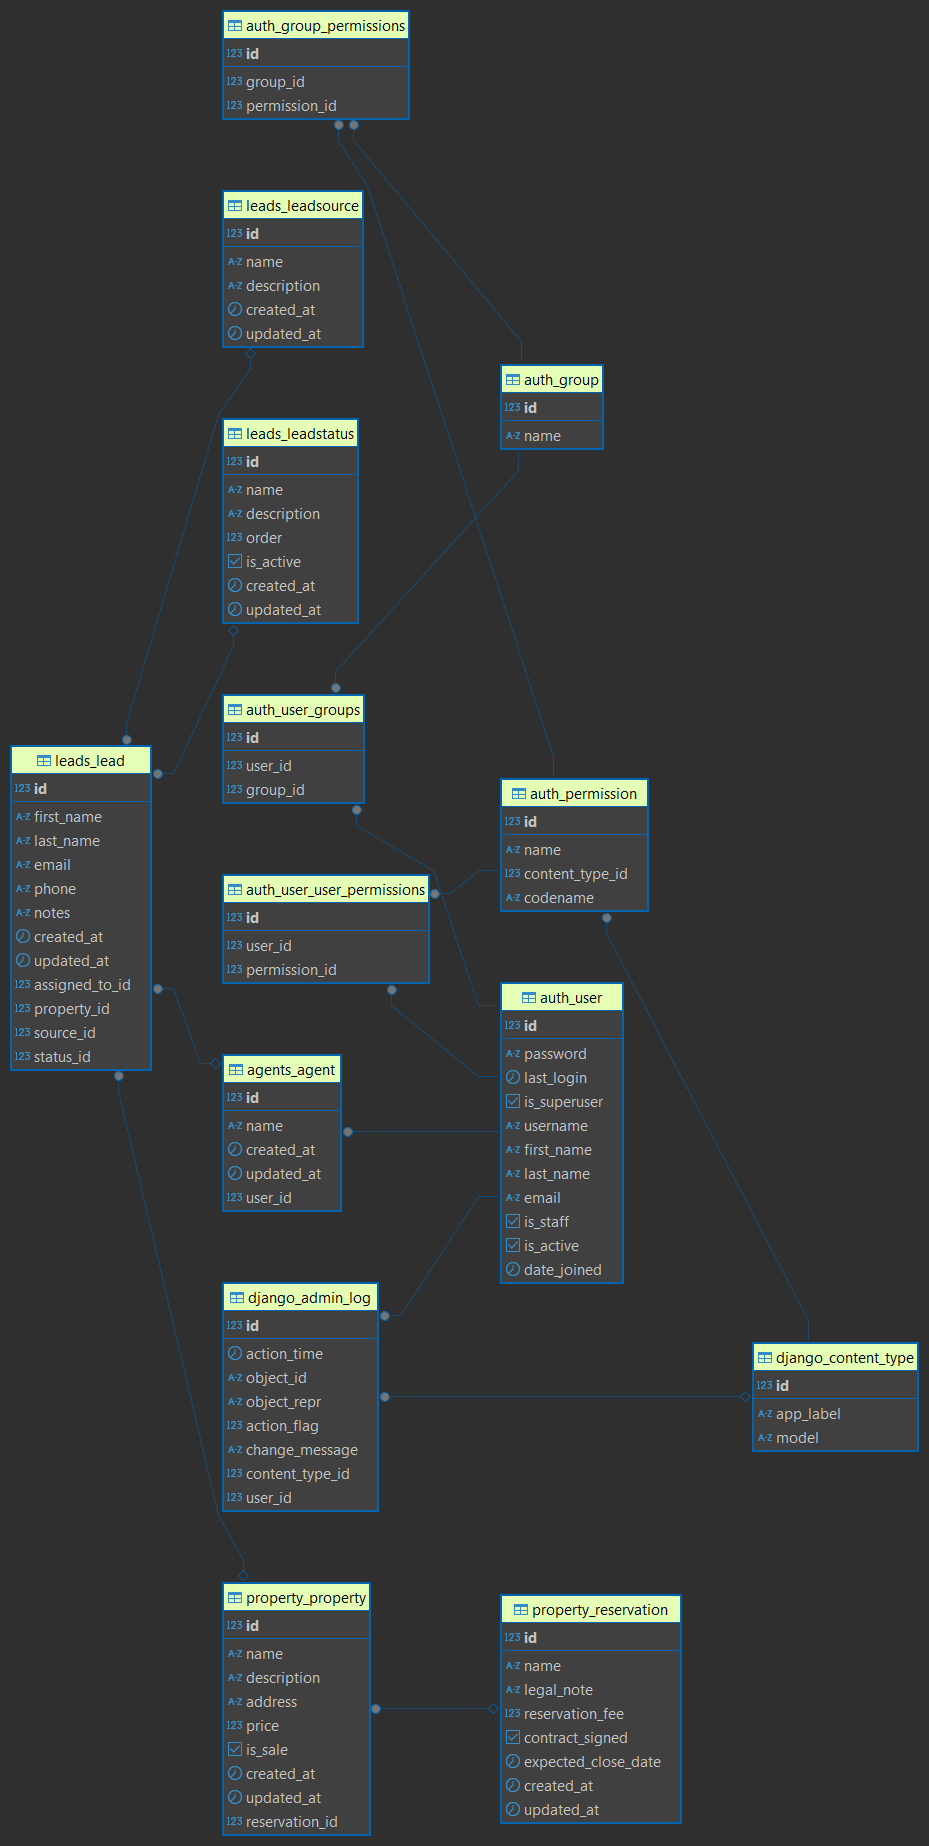 auth_group_permissions
123 id
123 group_id
123 permission_id
leads_leadsource
123 id
A-Z name
A-Z description
created_at
updated_at
auth_group
123 id
A-Z name
leads_leadstatus
123 id
A-Z name
A-Z description
123 order
is_active
created_at
updated_at
auth_user_groups
123 id
123 user_id
123 group_id
leads_lead
123 id
A-Z first_name
A-Z last_name
A-Z email
A-Z phone
A-Z notes
created_at
updated_at
123 assigned_to_id
123 property_id
123 source_id
123 status_id
auth_permission
123 id
A-Z name
123 content_type_id
A-Z codename
auth_user_user_permissions
123 id
123 user_id
123 permission_id
auth_user
123 id
A-Z password
last_login
is_superuser
A-Z username
A-Z first_name
A-Z last_name
A-Z email
is_staff
is_active
date_joined
agents_agent
123 id
A-Z name
created_at
updated_at
123 user_id
django_admin_log
123 id
action_time
A-Z object_id
A-Z object_repr
123 action_flag
A-Z change_message
123 content_type_id
123 user_id
django_content_type
123 id
A-Z app_label
A-Z model
property_property
123 id
A-Z name
A-Z description
A-Z address
123 price
is_sale
created_at
updated_at
123 reservation_id
property_reservation
123 id
A-Z name
A-Z legal_note
123 reservation_fee
contract_signed
expected_close_date
created_at
updated_at